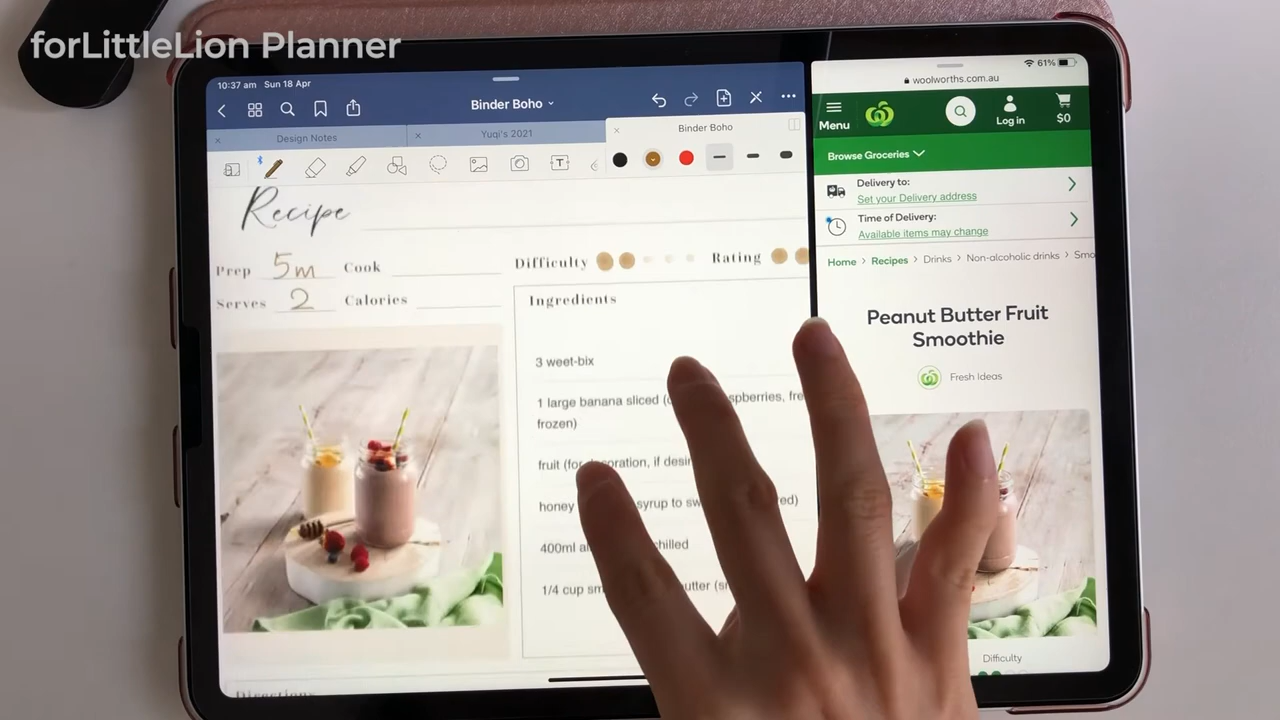 forLittleLion Planner
10:37 am Sun 18 Apr
Binder Boho
Design Notes
Yuqi's 2021
Binder Boho
T
Recipe
Prep 5m Cook
Difficulty
Rating
Serves 2 Calories
Ingredients
3 weet-bix
1 large banana sliced
frozen)
fruit (for
honey syrup to
400ml chilled
1/4 cup
Directions
61%
woolworths.com.au
Menu
Log in
$0
Browse Groceries
Delivery to:
Set your Delivery address
Time of Delivery:
Available items may change
Home > Recipes > Drinks > Non-alcoholic drinks >
Peanut Butter Fruit
Smoothie
Fresh Ideas
Difficulty